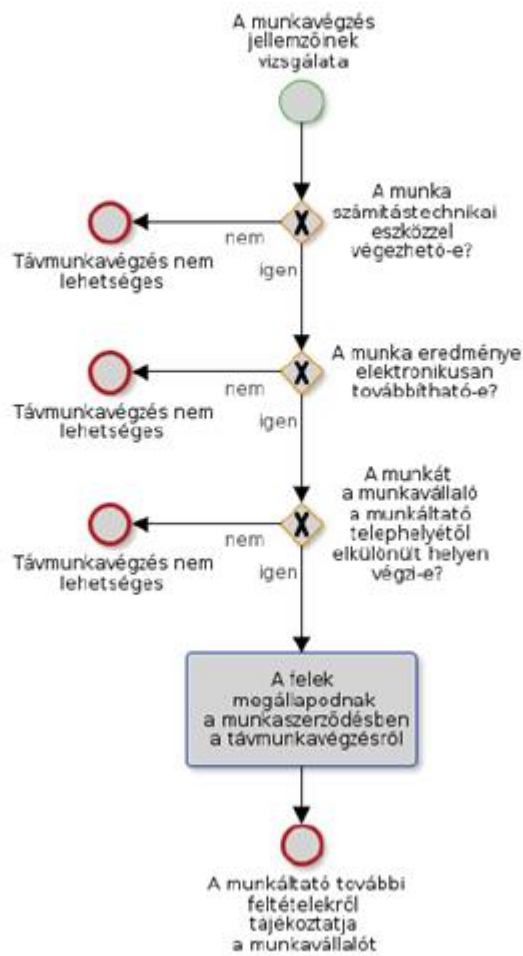 A munkavégzés
jellemzőinek
vizsgálata
A munka
számítástechnikai
eszközzel
végezhető-e?
nem
igen
Távmunkavégzés nem
lehetséges
A munka eredménye
elektronikusan
továbbítható-e?
nem
igen
Távmunkavégzés nem
lehetséges
A munkát
a munkavállaló
a munkáltató
telephelyétől
elkülönült helyen
végzi-e?
nem
igen
Távmunkavégzés nem
lehetséges
A felek
megállapodnak
a munkaszerződésben
a távmunkavégzésről
A munkáltató további
feltételekről
tájékoztatja
a munkavállalót